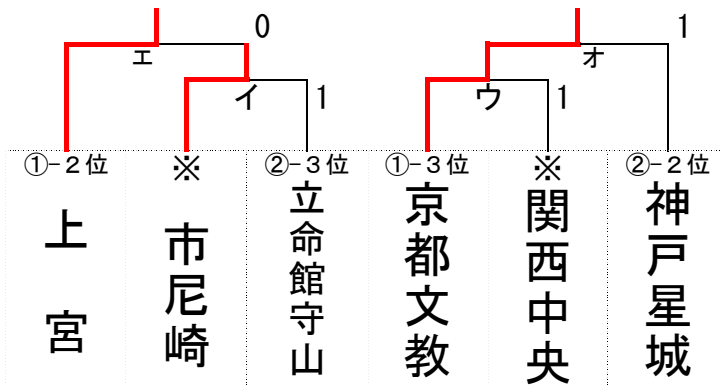 0
1
エ
オ
イ
1
ウ
1
①-2位
※
②-3位
①-3位
※
②-2位
上宮
市尼崎
立命館守山
京都文教
関西中央
神戸星城